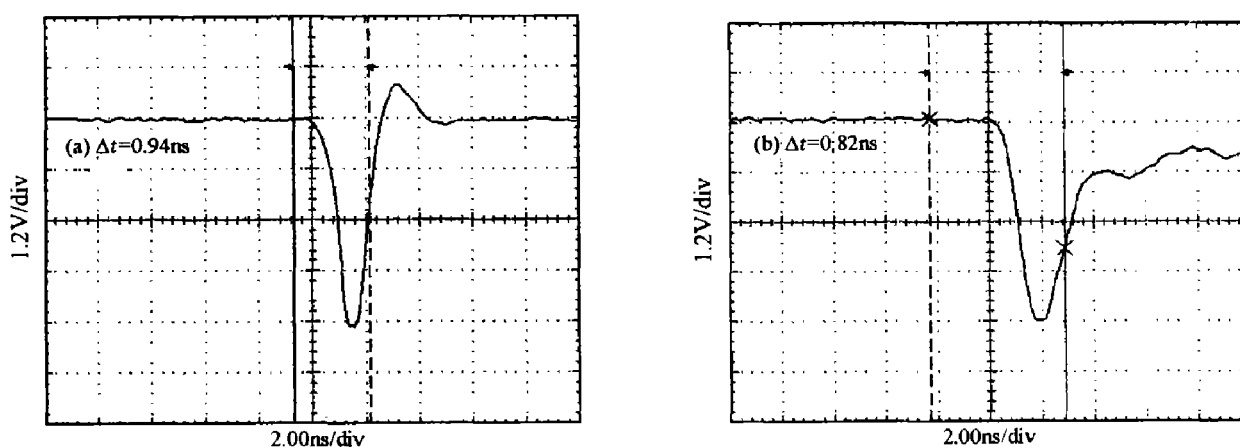 (a) Δt=0.94ns
1.2V/div
2.00ns/div
(b) Δt=0.82ns
1.2V/div
2.00ns/div